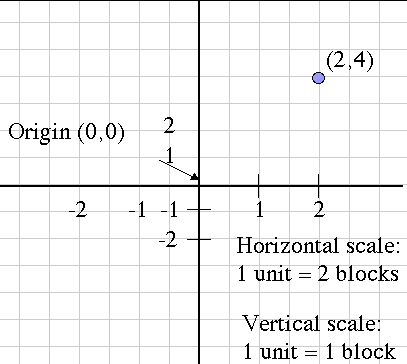 (2,4)
Origin (0,0)
2
1
-2 -1 -1 1 2
-2
Horizontal scale:
1 unit = 2 blocks
Vertical scale:
1 unit = 1 block